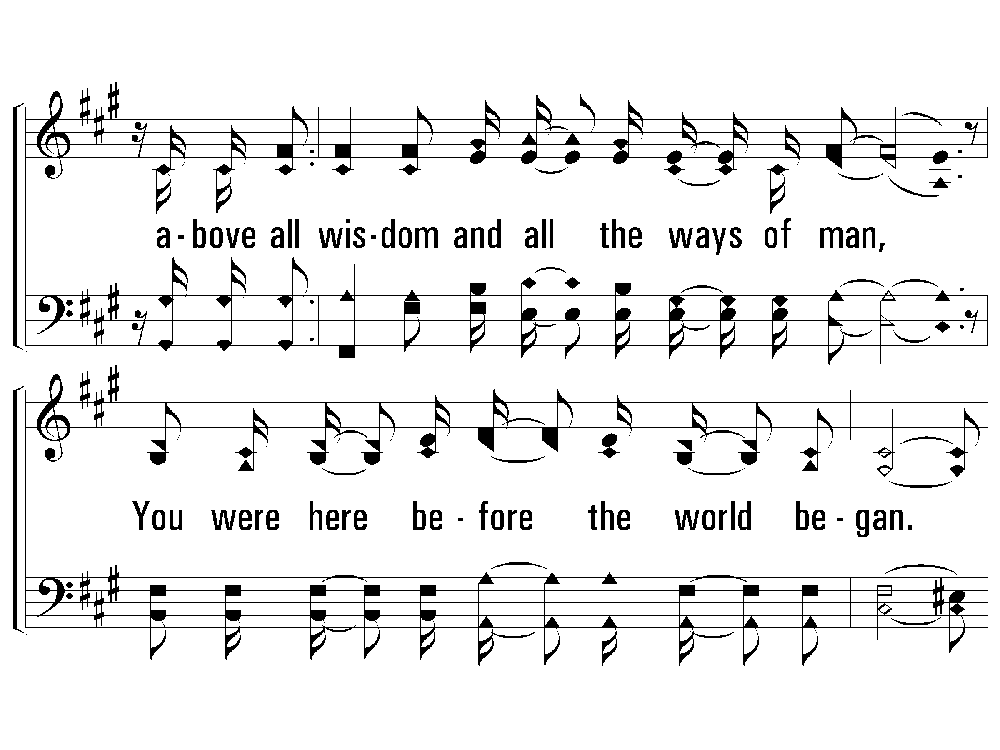 a - bove all wis - dom and all the ways of man,
You were here be - fore the world be - gan.